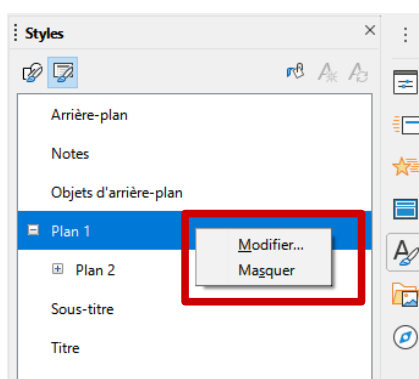 Styles
Arrière-plan
Notes
Objets d'arrière-plan
Plan 1
Modifier...
Masquer
Plan 2
Sous-titre
Titre